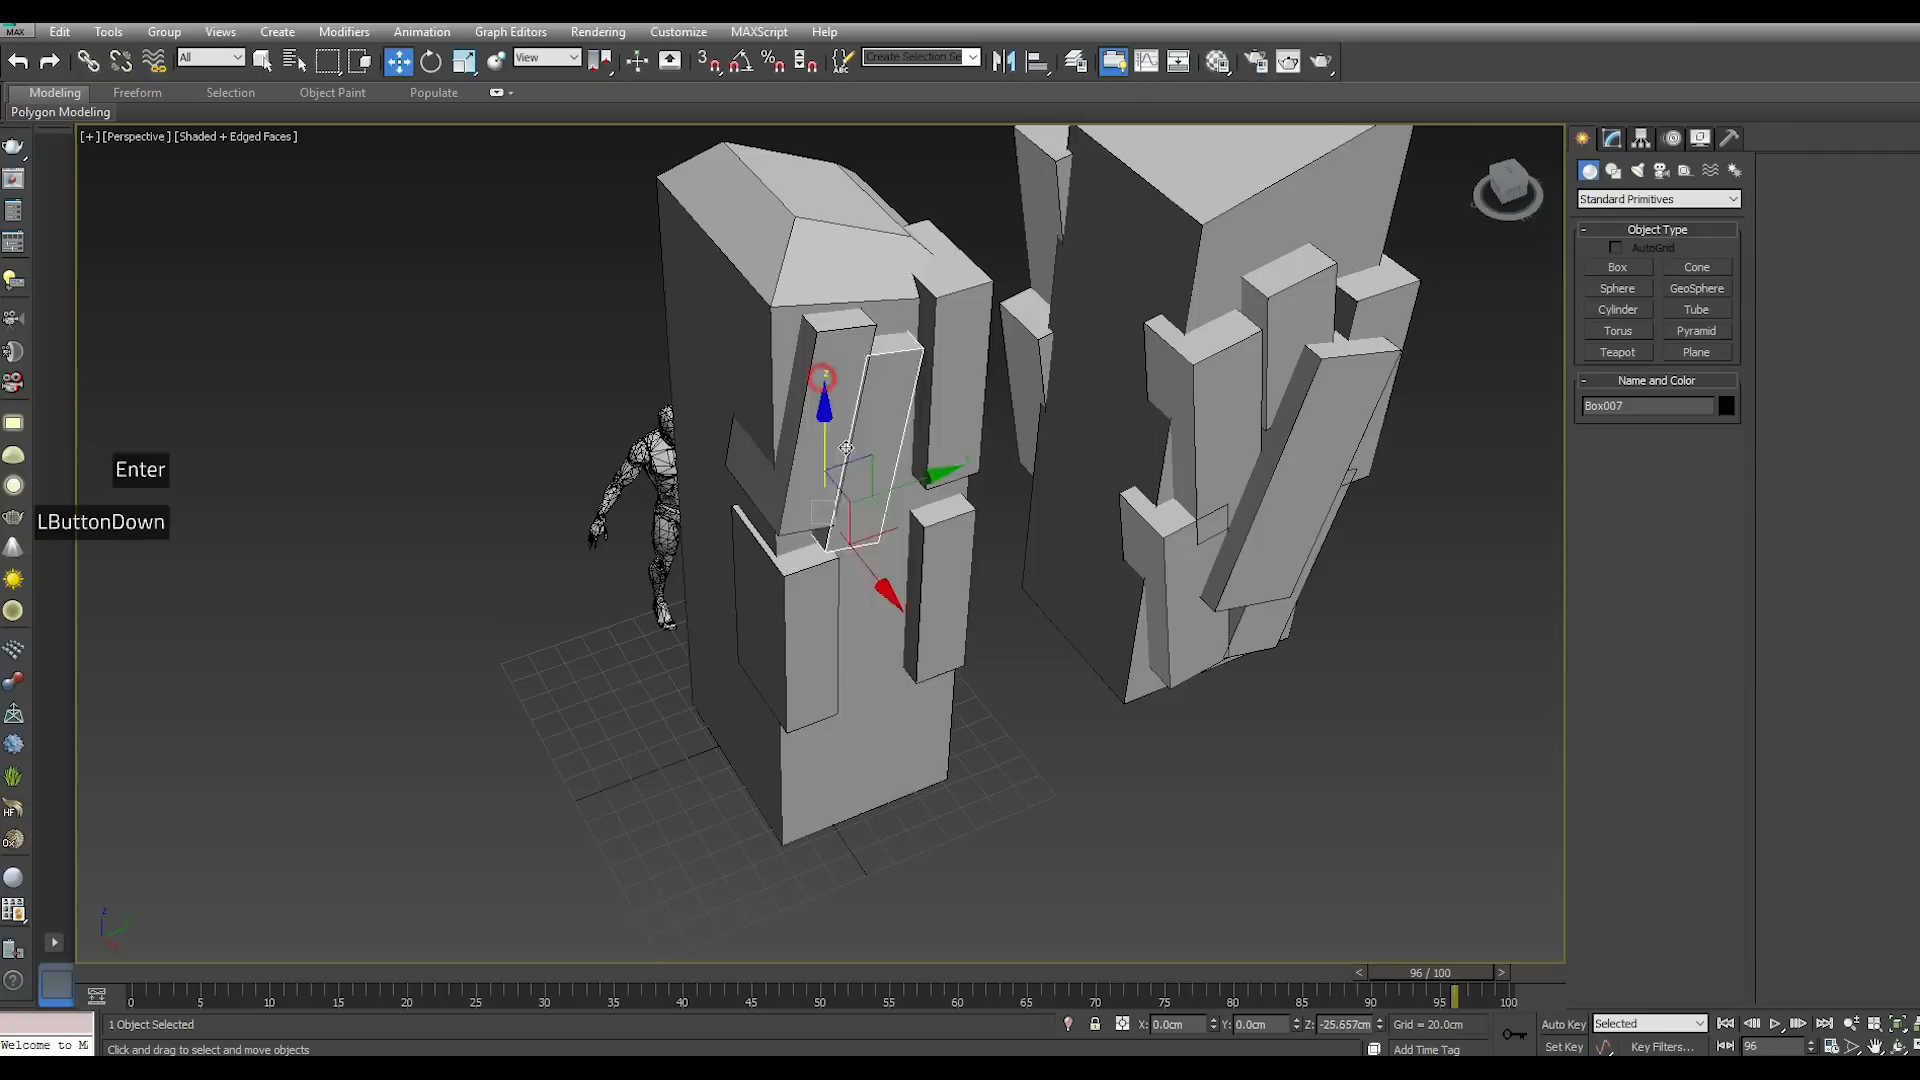 MAX Edit Tools Group Views Create Modifiers Animation Graph Editors Rendering Customize MAXScript Help
All View Create Selection Se
Modeling Freeform Selection Object Paint Populate
Polygon Modeling
[+] [Perspective ] [Shaded + Edged Faces ]
Standard Primitives
- Object Type
AutoGrid
Box Cone
Sphere GeoSphere
Cylinder Tube
Torus Pyramid
Teapot Plane
- Name and Color
Box007
Enter
LButtonDown
z
z
< 96 / 100 >
0 5 10 15 20 25 30 35 40 45 50 55 60 65 70 75 80 85 90 95 100
1 Object Selected X: 0.0cm Y: 0.0cm Z: -25.657cm Grid = 20.0cm Auto Key Selected
Welcome to M Click and drag to select and move objects Add Time Tag Set Key Key Filters... 96